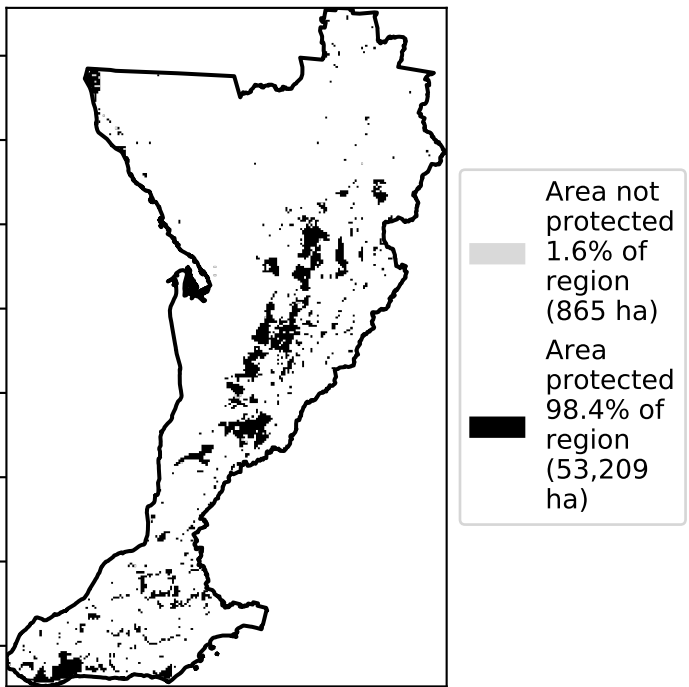 Area not
protected
1.6% of
region
(865 ha)
Area
protected
98.4% of
region
(53,209
ha)